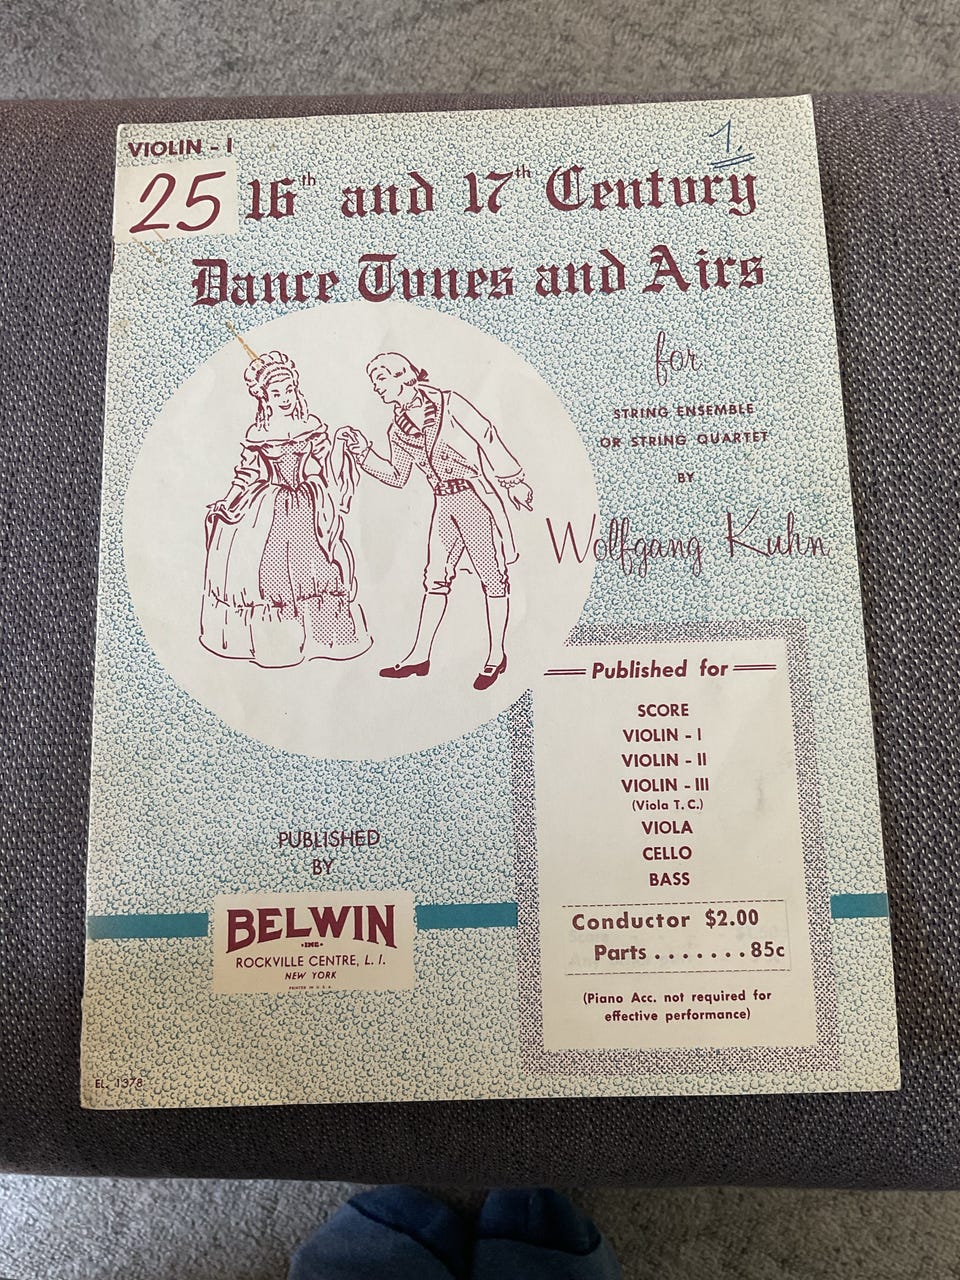 VIOLIN - I
1.
25 16th and 17th Century
Dance Tunes and Airs
for
STRING ENSEMBLE
OR STRING QUARTET
BY
Wolfgang Kuhn
Published for
SCORE
VIOLIN - I
VIOLIN - II
VIOLIN - III
(Viola T. C.)
VIOLA
CELLO
BASS
Conductor $2.00
Parts . . . . . . . 85c
(Piano Acc. not required for
effective performance)
PUBLISHED
BY
BELWIN
INC.
ROCKVILLE CENTRE, L. I.
NEW YORK
PRINTED IN U. S. A.
EL. 1378